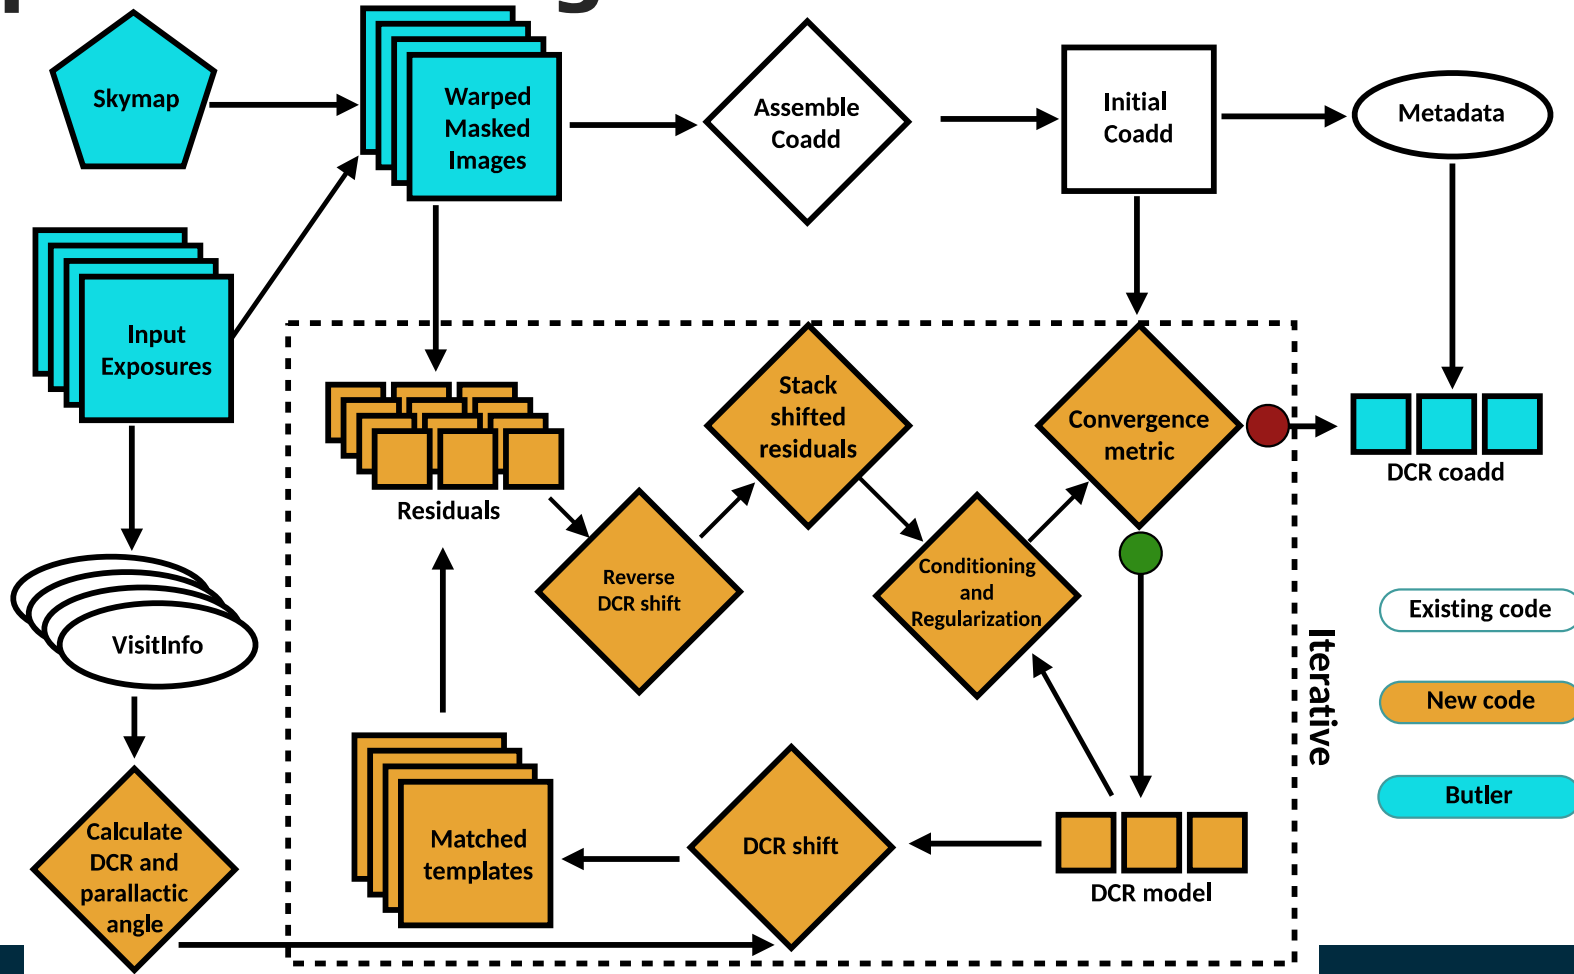 Skymap
Warped
Masked
Images
Assemble
Coadd
Initial
Coadd
Metadata
Input
Exposures
Stack
shifted
residuals
Convergence
metric
DCR coadd
Residuals
Reverse
DCR shift
Conditioning
and
Regularization
VisitInfo
Existing code
New code
Butler
Iterative
Calculate
DCR and
parallactic
angle
Matched
templates
DCR shift
DCR model